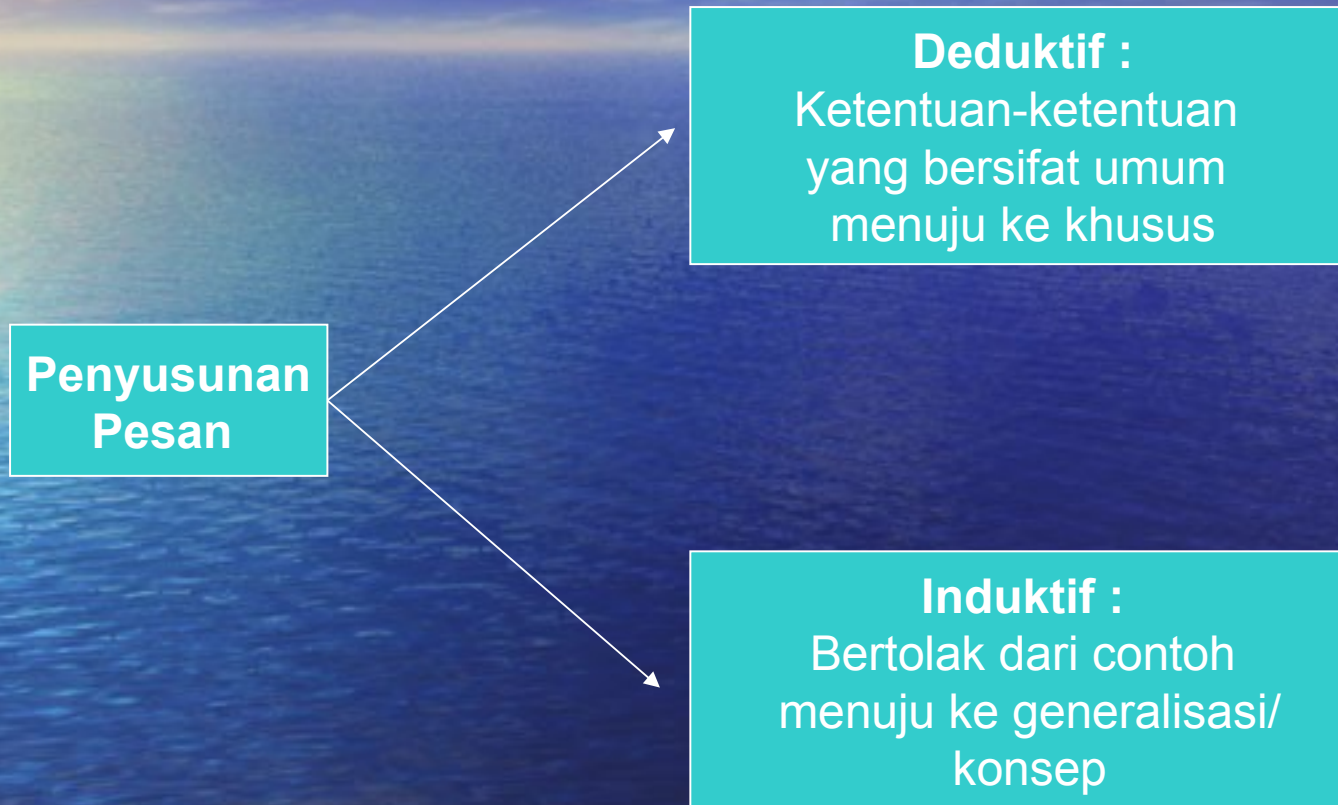 Deduktif :
Ketentuan-ketentuan
yang bersifat umum
menuju ke khusus
Penyusunan
Pesan
Induktif :
Bertolak dari contoh
menuju ke generalisasi/
konsep